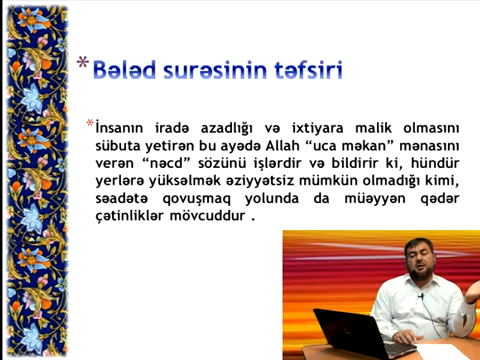 * Bələd surəsinin təfsiri
* İnsanın iradə azadlığı və ixtiyara malik olmasını
sübuta yetirən bu ayədə Allah “uca məkan” mənasını
verən “nəcd” sözünü işlərdir və bildirir ki, hündür
yerlərə yüksəlmək əziyyətsiz mümkün olmadığı kimi,
səadətə qovuşmaq yolunda da müəyyən qədər
çətinliklər mövcuddur .